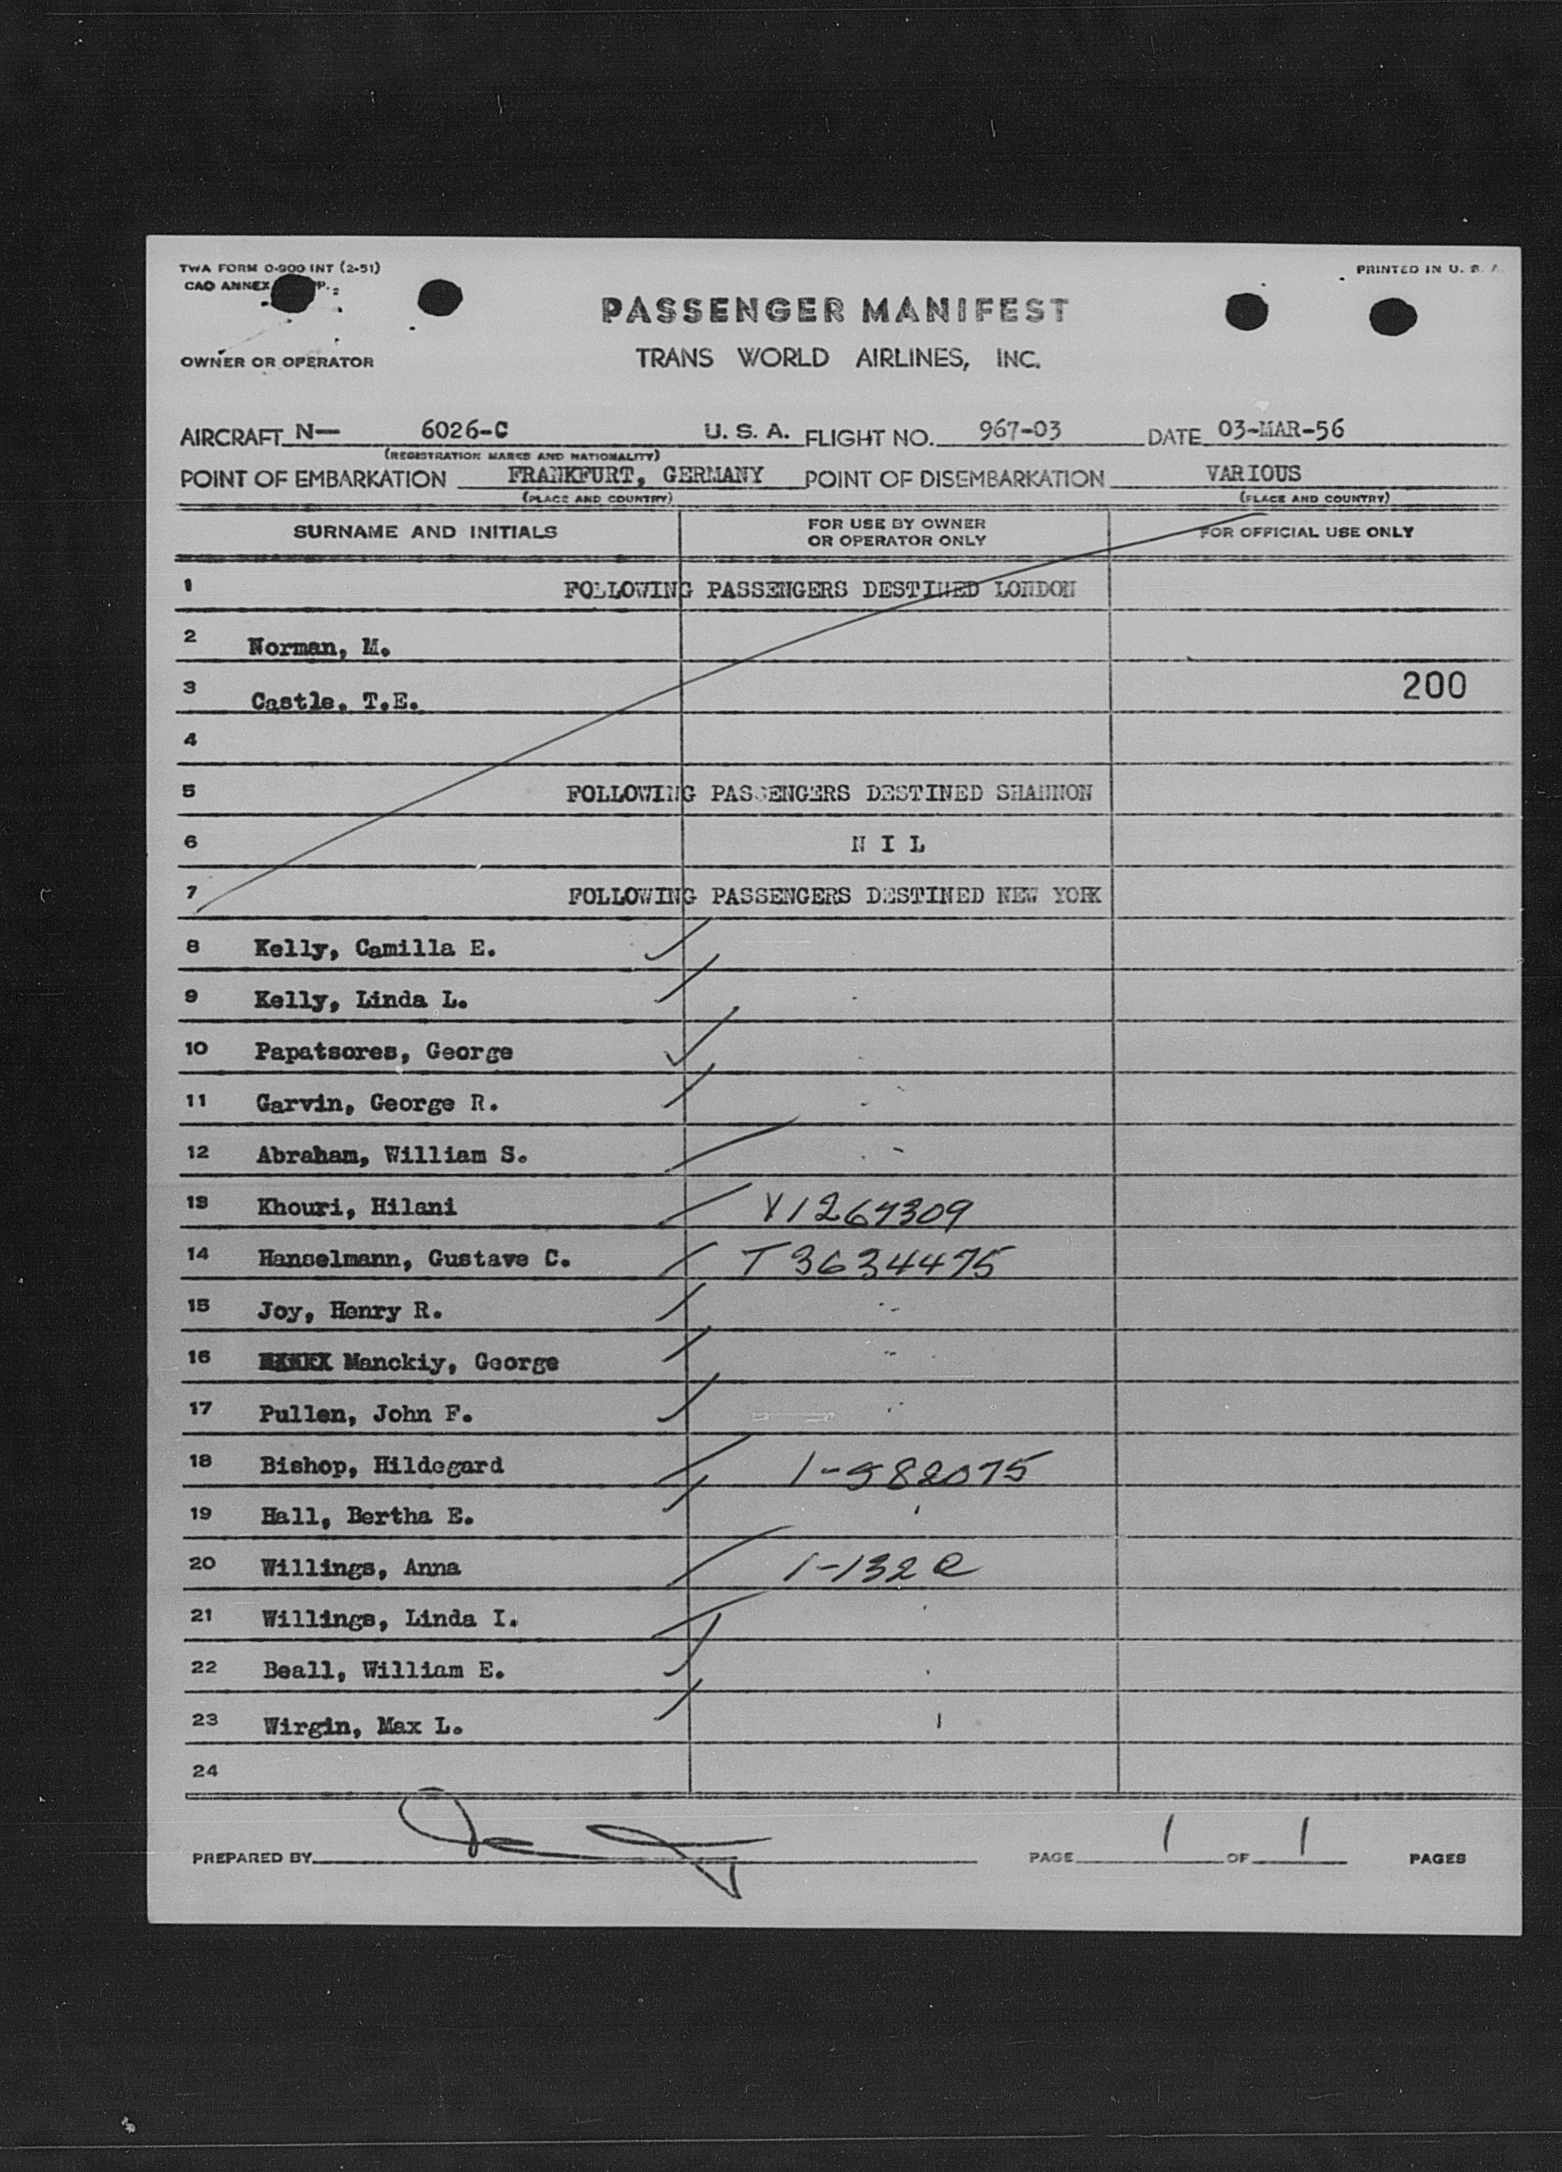 TWA FORM O-900 INT (2-51)
PRINTED IN U. S. A.
CAO ANNEX
PASSENGER MANIFEST
OWNER OR OPERATOR
TRANS WORLD AIRLINES, INC.
AIRCRAFT N— 6026-C U. S. A. FLIGHT NO. 967-03 DATE 03-MAR-56
(REGISTRATION MARKS AND NATIONALITY)
POINT OF EMBARKATION FRANKFURT, GERMANY POINT OF DISEMBARKATION VARIOUS
(PLACE AND COUNTRY) (PLACE AND COUNTRY)
SURNAME AND INITIALS FOR USE BY OWNER OR OPERATOR ONLY FOR OFFICIAL USE ONLY
1 FOLLOWING PASSENGERS DESTINED LONDON
2 Norman, M.
3 Castle, T.E. 200
4
5 FOLLOWING PASSENGERS DESTINED SHANNON
6 N I L
7 FOLLOWING PASSENGERS DESTINED NEW YORK
8 Kelly, Camilla E.
9 Kelly, Linda L.
10 Papatsores, George
11 Garvin, George R.
12 Abraham, William S.
13 Khouri, Hilani V1267309
14 Hanselmann, Gustave C. T3634475
15 Joy, Henry R.
16 Manckiy, George
17 Pullen, John F.
18 Bishop, Hildegard 1-982075
19 Hall, Bertha E.
20 Willings, Anna 1-132
21 Willings, Linda I.
22 Beall, William E.
23 Wirgin, Max L.
24
PREPARED BY PAGE 1 OF 1 PAGES